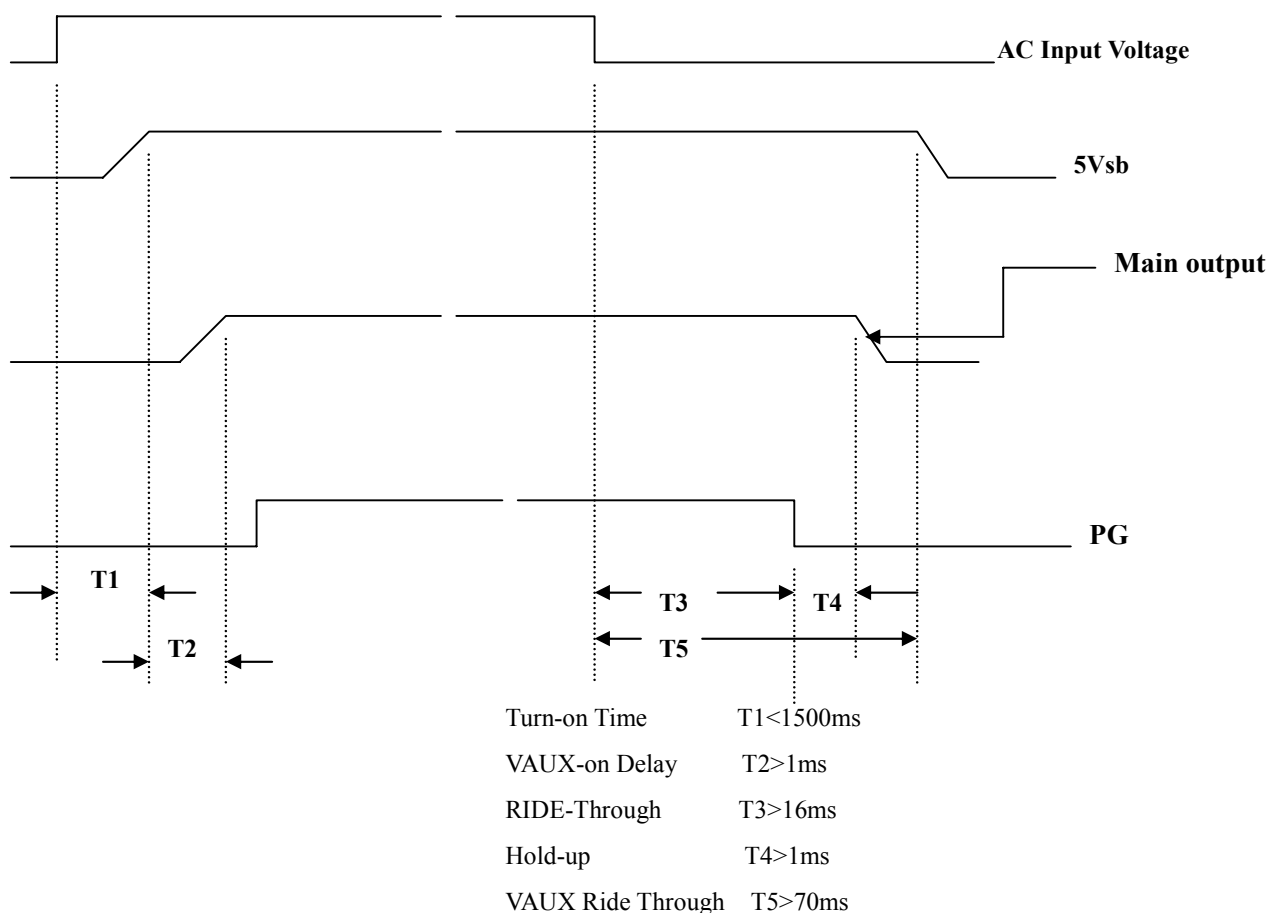 AC Input Voltage
5Vsb
Main output
PG
T1
T3
T4
T2
T5
Turn-on Time T1<1500ms
VAUX-on Delay T2>1ms
RIDE-Through T3>16ms
Hold-up T4>1ms
VAUX Ride Through T5>70ms